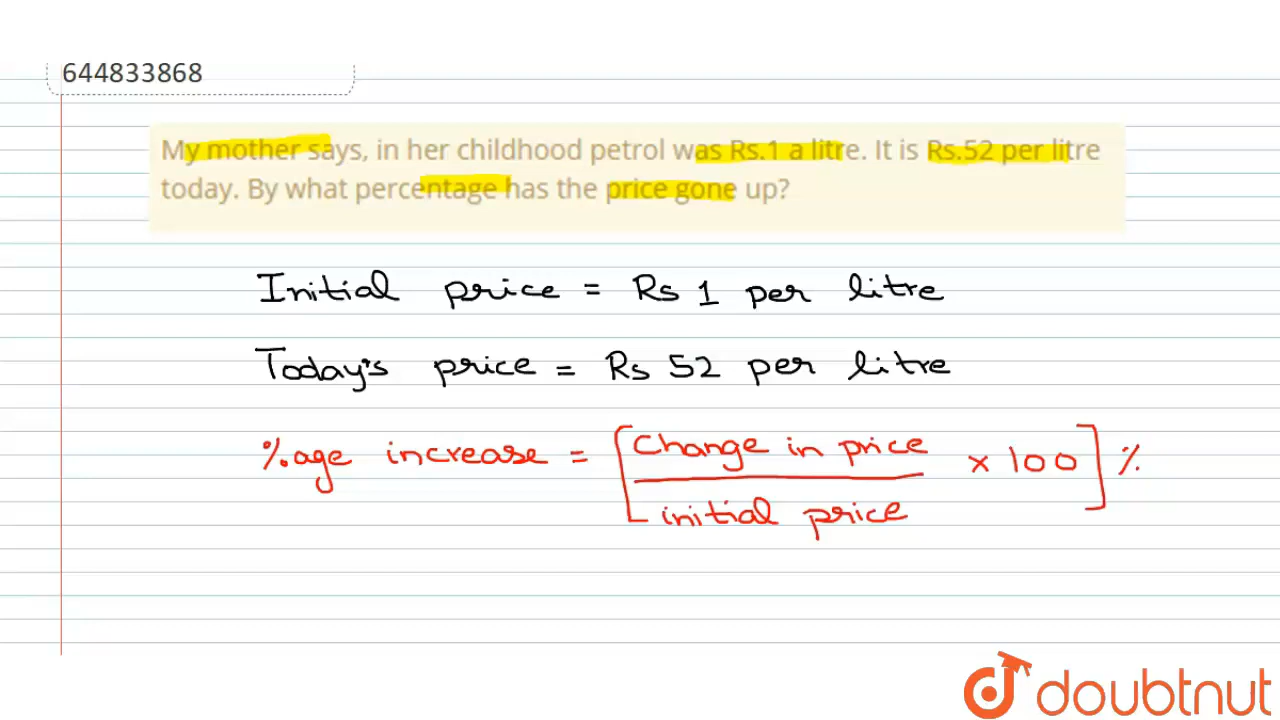 644833868
My mother says, in her childhood petrol was Rs.1 a litre. It is Rs.52 per litre
today. By what percentage has the price gone up?
Initial price = Rs 1 per litre
Today's price = Rs 52 per litre
%age increase = [Change in price / initial price × 100] %
doubtnut